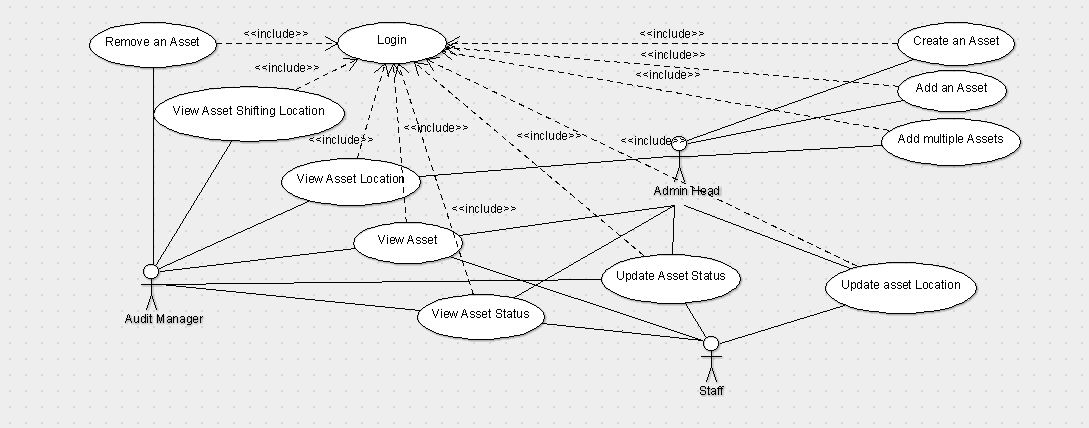 Remove an Asset
<<include>>
Login
<<include>>
Create an Asset
<<include>>
<<include>>
<<include>>
Add an Asset
View Asset Shifting Location
<<include>>
<<include>>
<<include>>
<<include>>
Add multiple Assets
View Asset Location
Admin Head
<<include>>
View Asset
Update Asset Status
Update asset Location
View Asset Status
Audit Manager
Staff